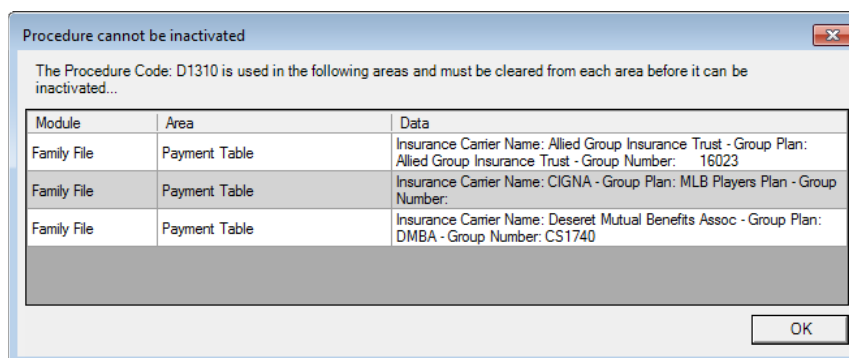 Procedure cannot be inactivated
The Procedure Code: D1310 is used in the following areas and must be cleared from each area before it can be
inactivated...
Module Area Data
Family File Payment Table Insurance Carrier Name: Allied Group Insurance Trust - Group Plan:
Allied Group Insurance Trust - Group Number: 16023
Family File Payment Table Insurance Carrier Name: CIGNA - Group Plan: MLB Players Plan - Group
Number:
Family File Payment Table Insurance Carrier Name: Deseret Mutual Benefits Assoc - Group Plan:
DMBA - Group Number: CS1740
OK